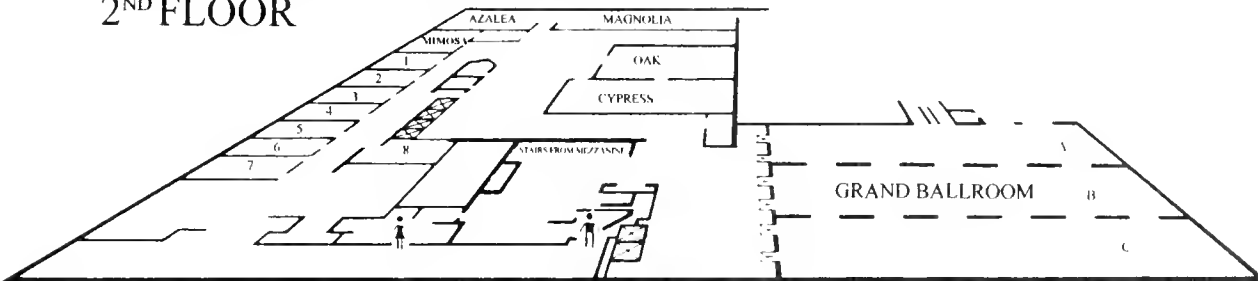 2ND FLOOR
AZALEA
MAGNOLIA
MIMOSA
1
OAK
2
3
CYPRESS
4
5
6
8
STAIRS FROM MEZZANINE
7
A
GRAND BALLROOM
B
C